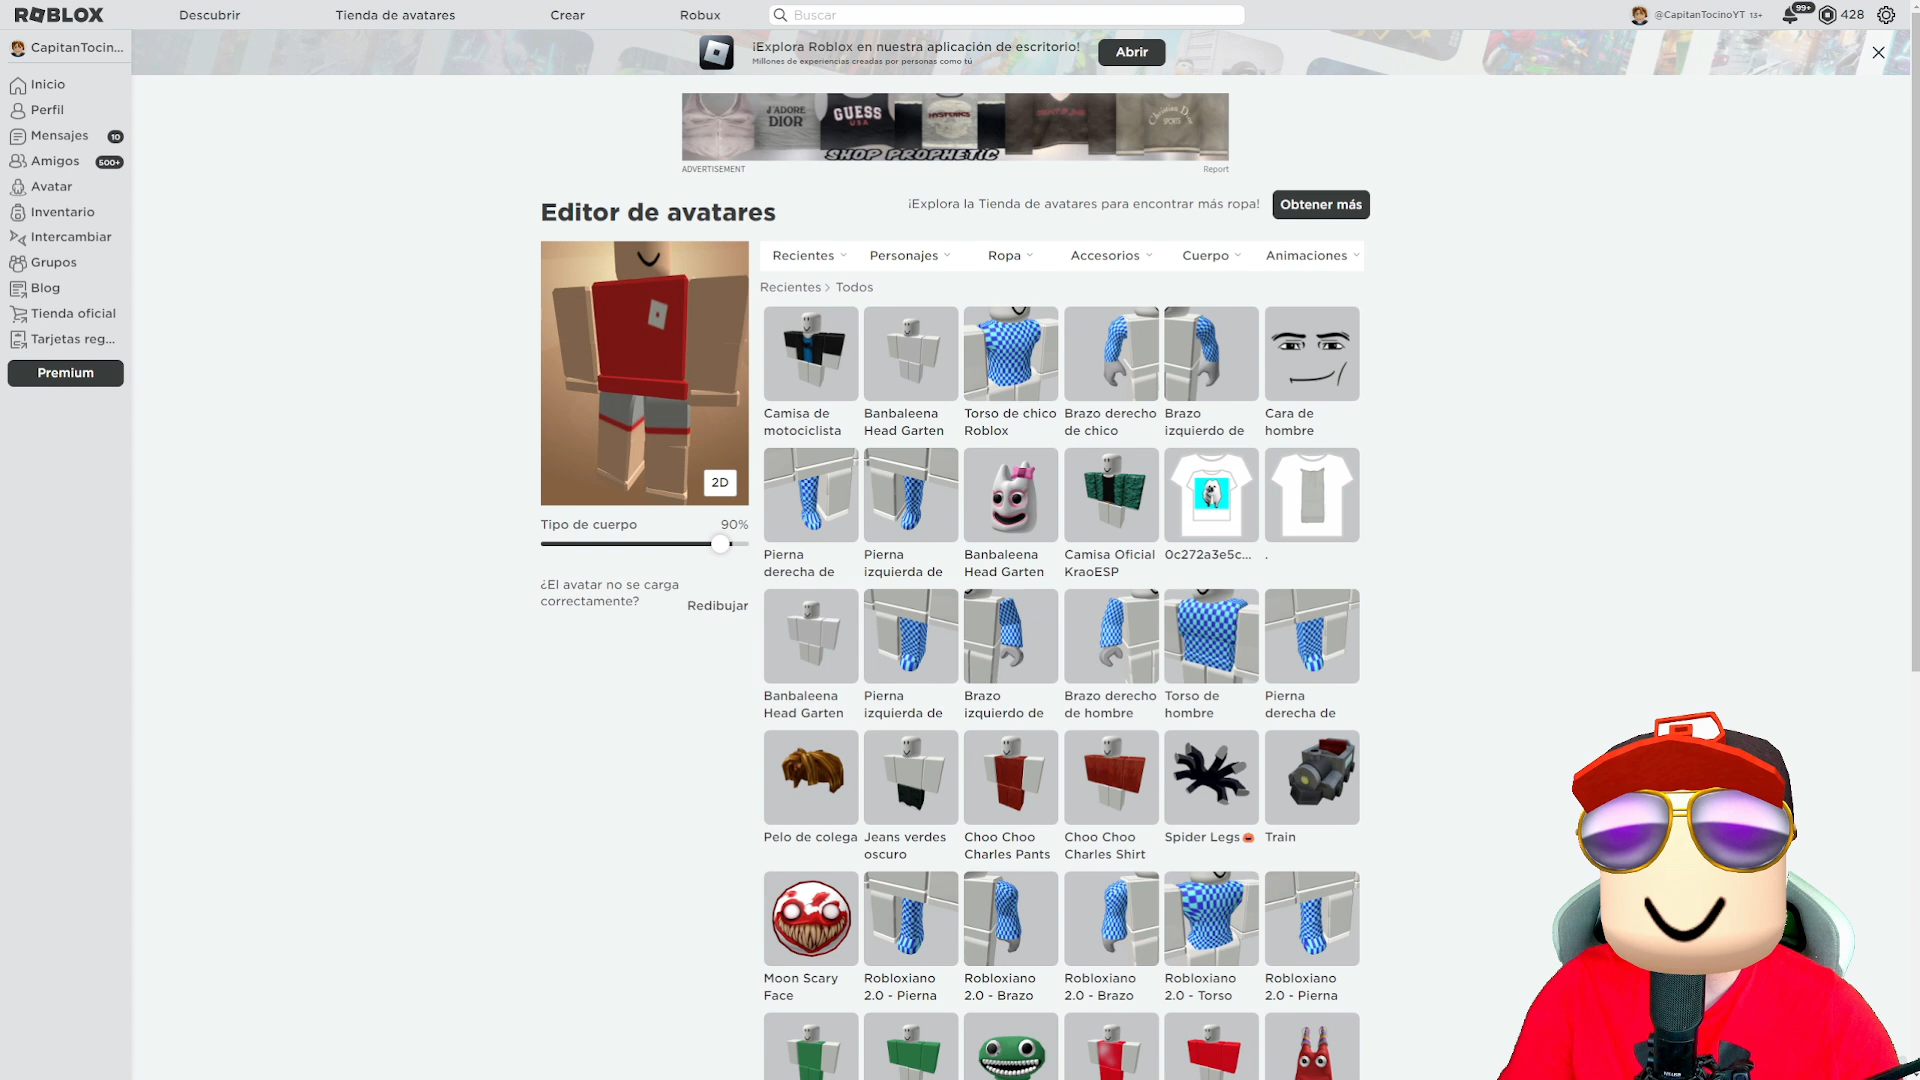 ROBLOX
Descubrir
Tienda de avatares
Crear
Robux
Buscar
@CapitanTocinoYT 13+
99+
428
CapitanTocin...
¡Explora Roblox en nuestra aplicación de escritorio!
Millones de experiencias creadas por personas como tú
Abrir
Inicio
Perfil
Mensajes 10
Amigos 500+
Avatar
Inventario
Intercambiar
Grupos
Blog
Tienda oficial
Tarjetas reg...
Premium
J'ADORE
DIOR
GUESS
USA
HYSTERICS
Christian D
SPORTS
SHOP PROPHETIC
ADVERTISEMENT
Report
Editor de avatares
¡Explora la Tienda de avatares para encontrar más ropa!
Obtener más
2D
Tipo de cuerpo 90%
¿El avatar no se carga
correctamente?
Redibujar
Recientes Personajes Ropa Accesorios Cuerpo Animaciones
Recientes > Todos
Camisa de
motociclista
Banbaleena
Head Garten
Torso de chico
Roblox
Brazo derecho
de chico
Brazo
izquierdo de
Cara de
hombre
Pierna
derecha de
Pierna
izquierda de
Banbaleena
Head Garten
Camisa Oficial
KraoESP
0c272a3e5c...
.
Banbaleena
Head Garten
Pierna
izquierda de
Brazo
izquierdo de
Brazo derecho
de hombre
Torso de
hombre
Pierna
derecha de
Pelo de colega
Jeans verdes
oscuro
Choo Choo
Charles Pants
Choo Choo
Charles Shirt
Spider Legs
Train
Moon Scary
Face
Robloxiano
2.0 - Pierna
Robloxiano
2.0 - Brazo
Robloxiano
2.0 - Brazo
Robloxiano
2.0 - Torso
Robloxiano
2.0 - Pierna